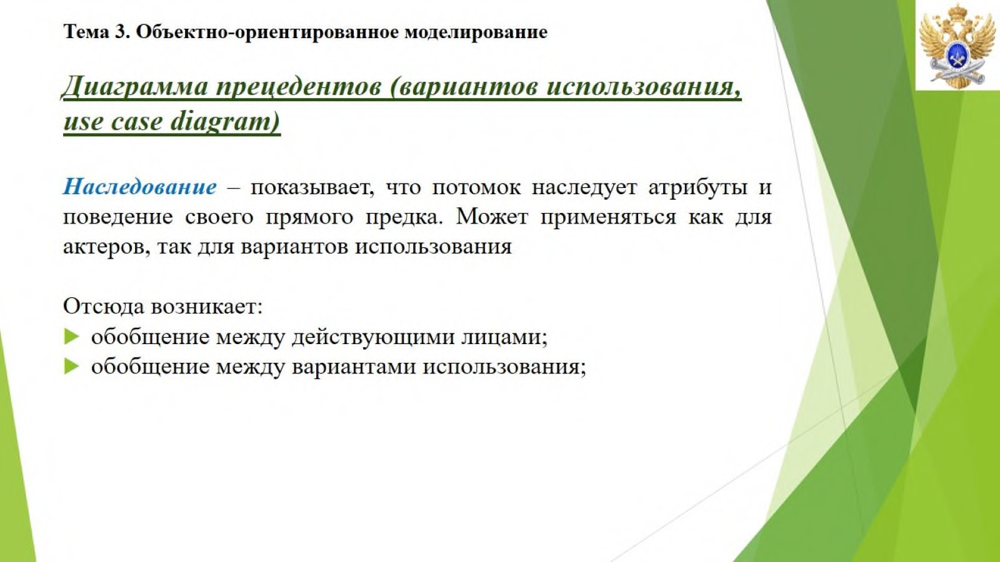 Тема 3. Объектно-ориентированное моделирование
Диаграмма прецедентов (вариантов использования,
use case diagram)
Наследование – показывает, что потомок наследует атрибуты и
поведение своего прямого предка. Может применяться как для
актеров, так для вариантов использования
Отсюда возникает:
обобщение между действующими лицами;
обобщение между вариантами использования;